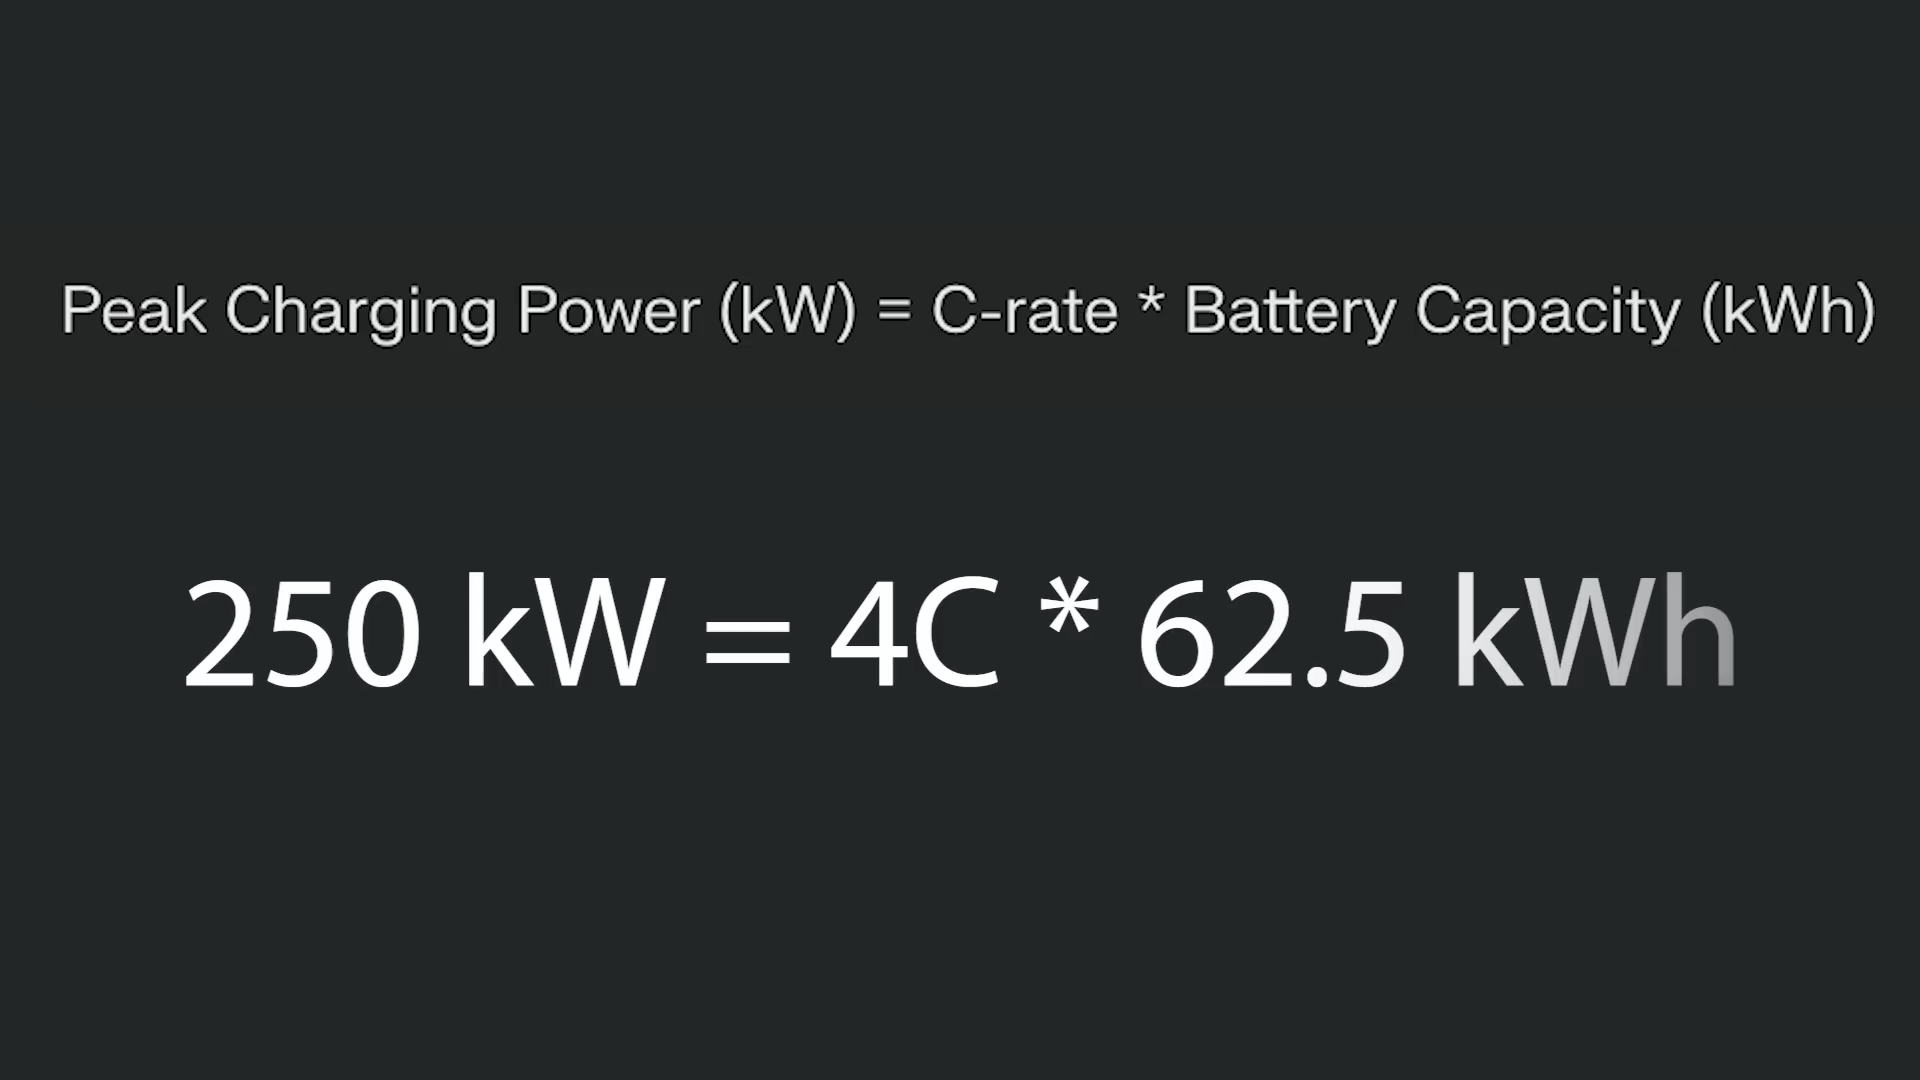 Peak Charging Power (kW) = C-rate * Battery Capacity (kWh)
250 kW = 4C * 62.5 kWh